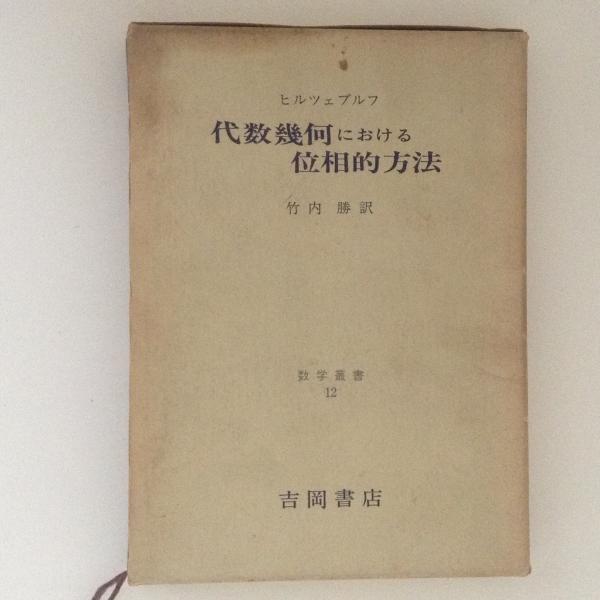 ヒルツェブルフ
代数幾何における
位相的方法
竹内 勝 訳
数学叢書
12
吉岡書店